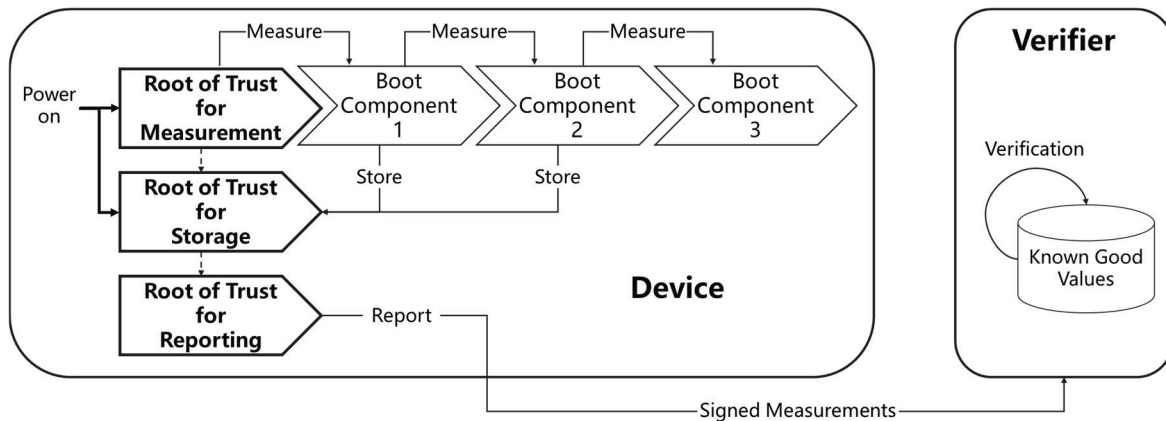 Measure
Measure
Measure
Verifier
Power
on
Root of Trust
for
Measurement
Boot
Component
1
Boot
Component
2
Boot
Component
3
Store
Store
Root of Trust
for
Storage
Root of Trust
for
Reporting
Report
Device
Verification
Known Good
Values
Signed Measurements